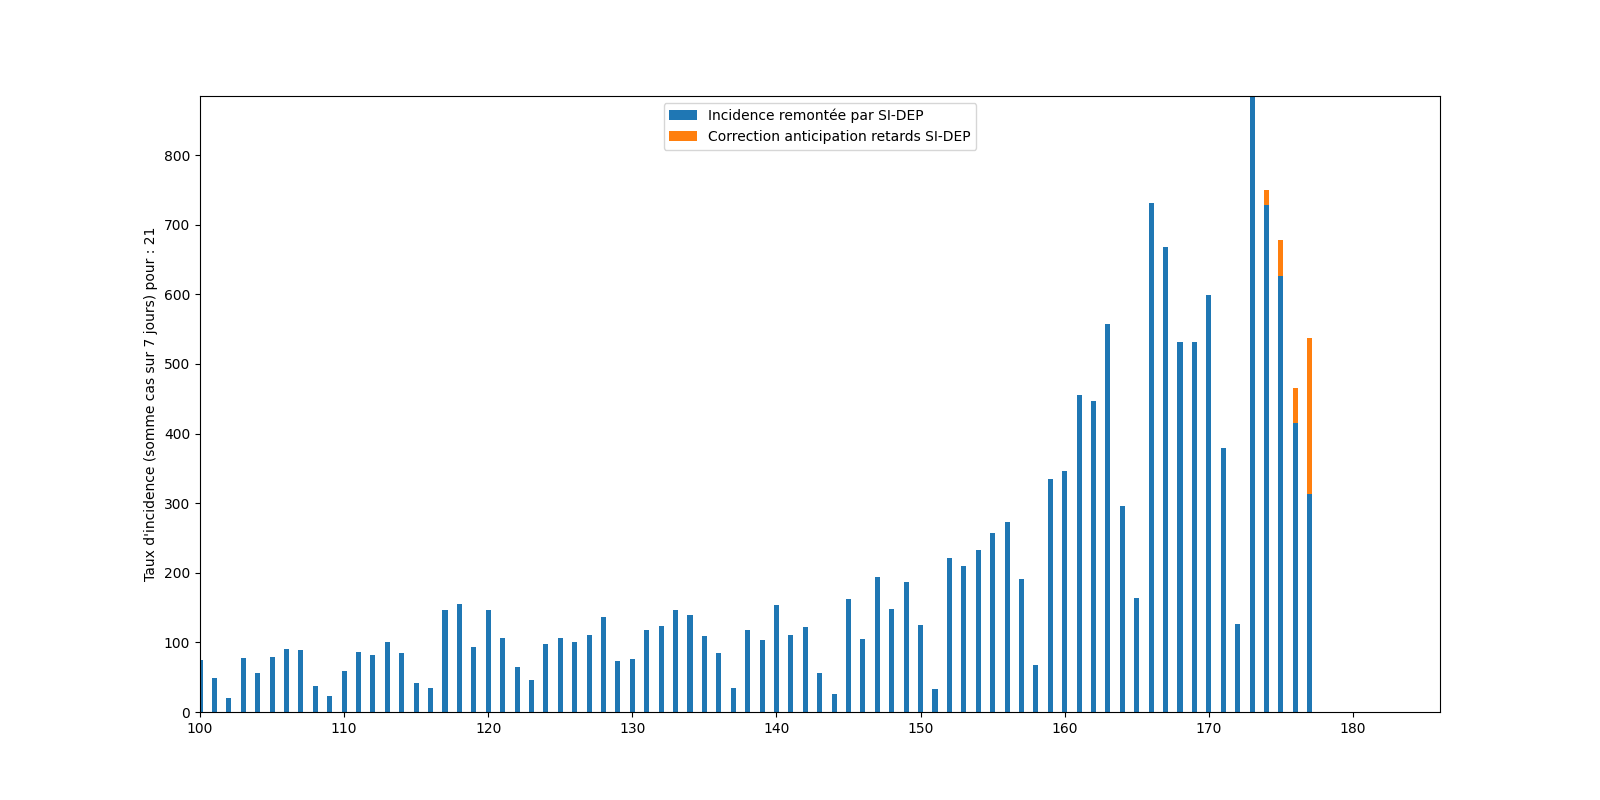 Incidence remontée par SI-DEP
Correction anticipation retards SI-DEP
Taux d'incidence (somme cas sur 7 jours) pour : 21
800
700
600
500
400
300
200
100
0
100 110 120 130 140 150 160 170 180